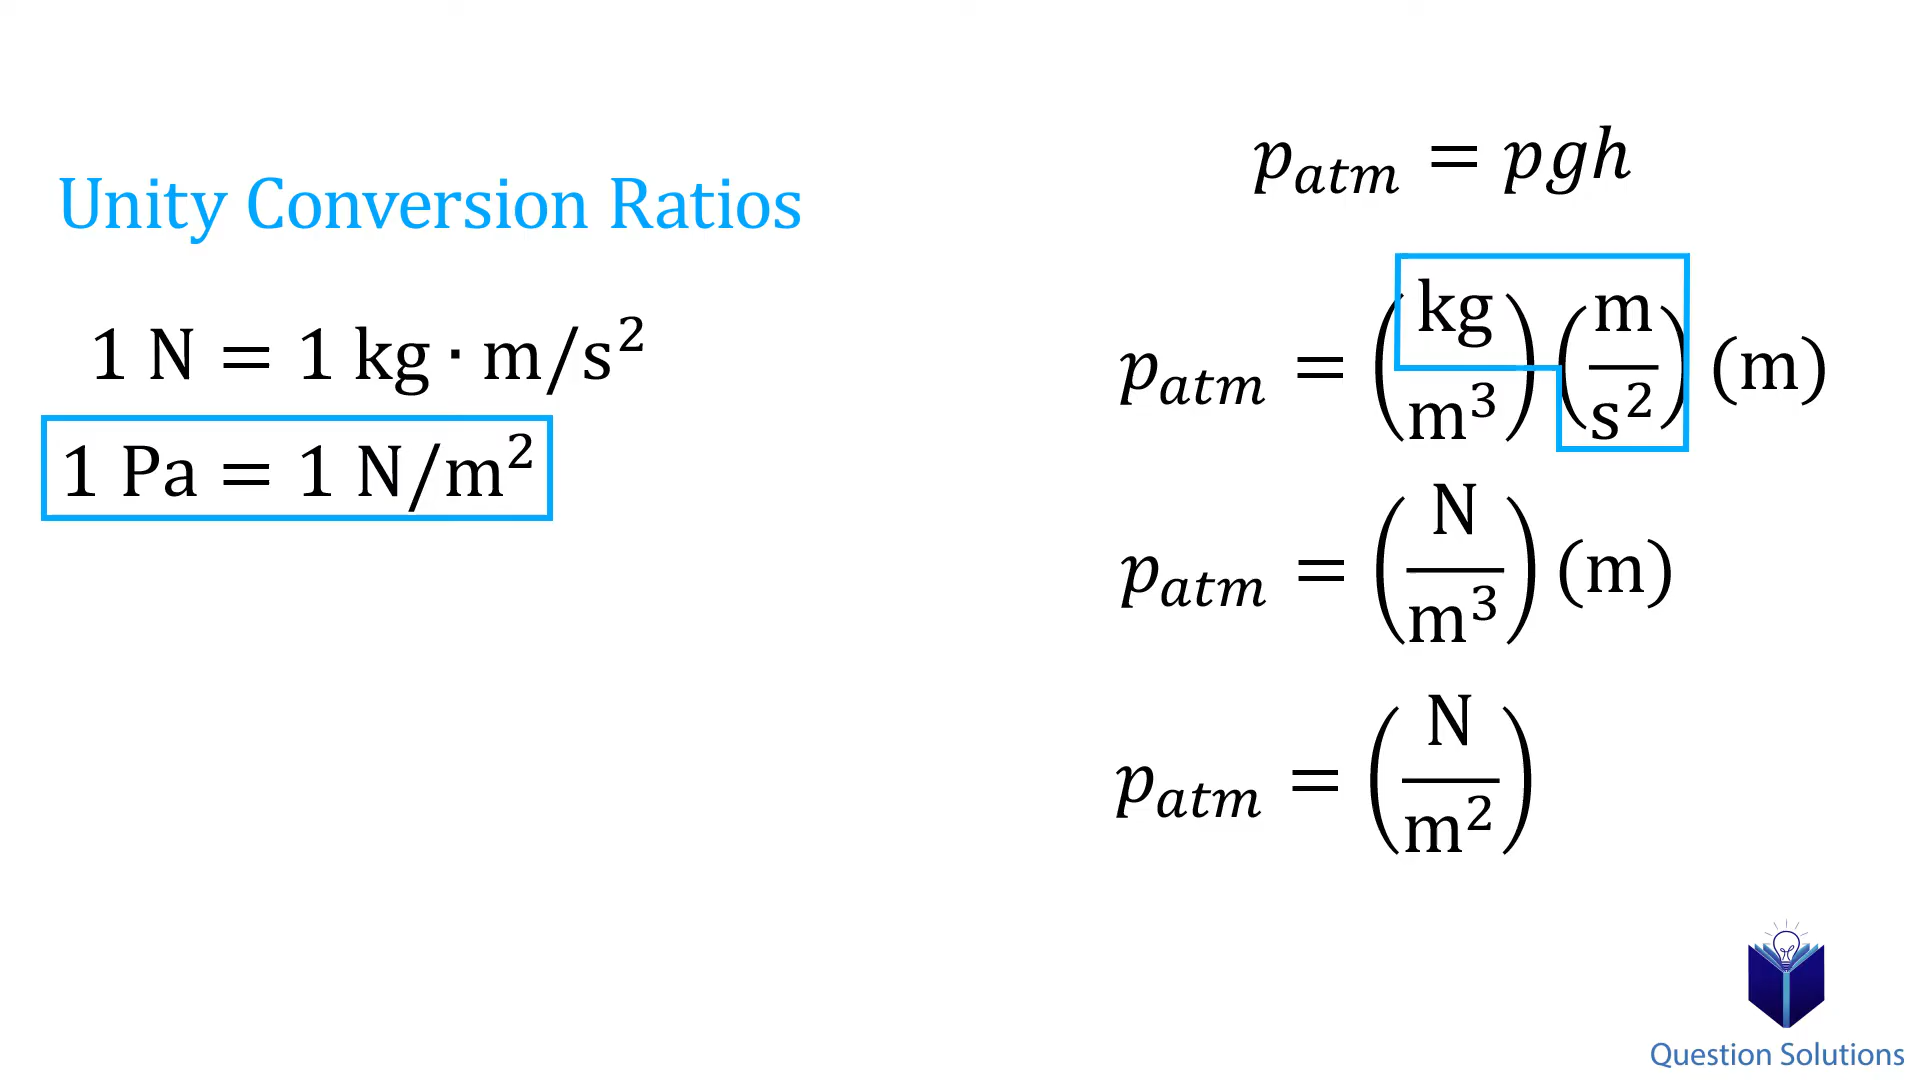 Unity Conversion Ratios
1 N = 1 kg · m/s²
1 Pa = 1 N/m²
p_atm = pgh
p_atm = (kg/m³) (m/s²) (m)
p_atm = (N/m³) (m)
p_atm = (N/m²)
Question Solutions